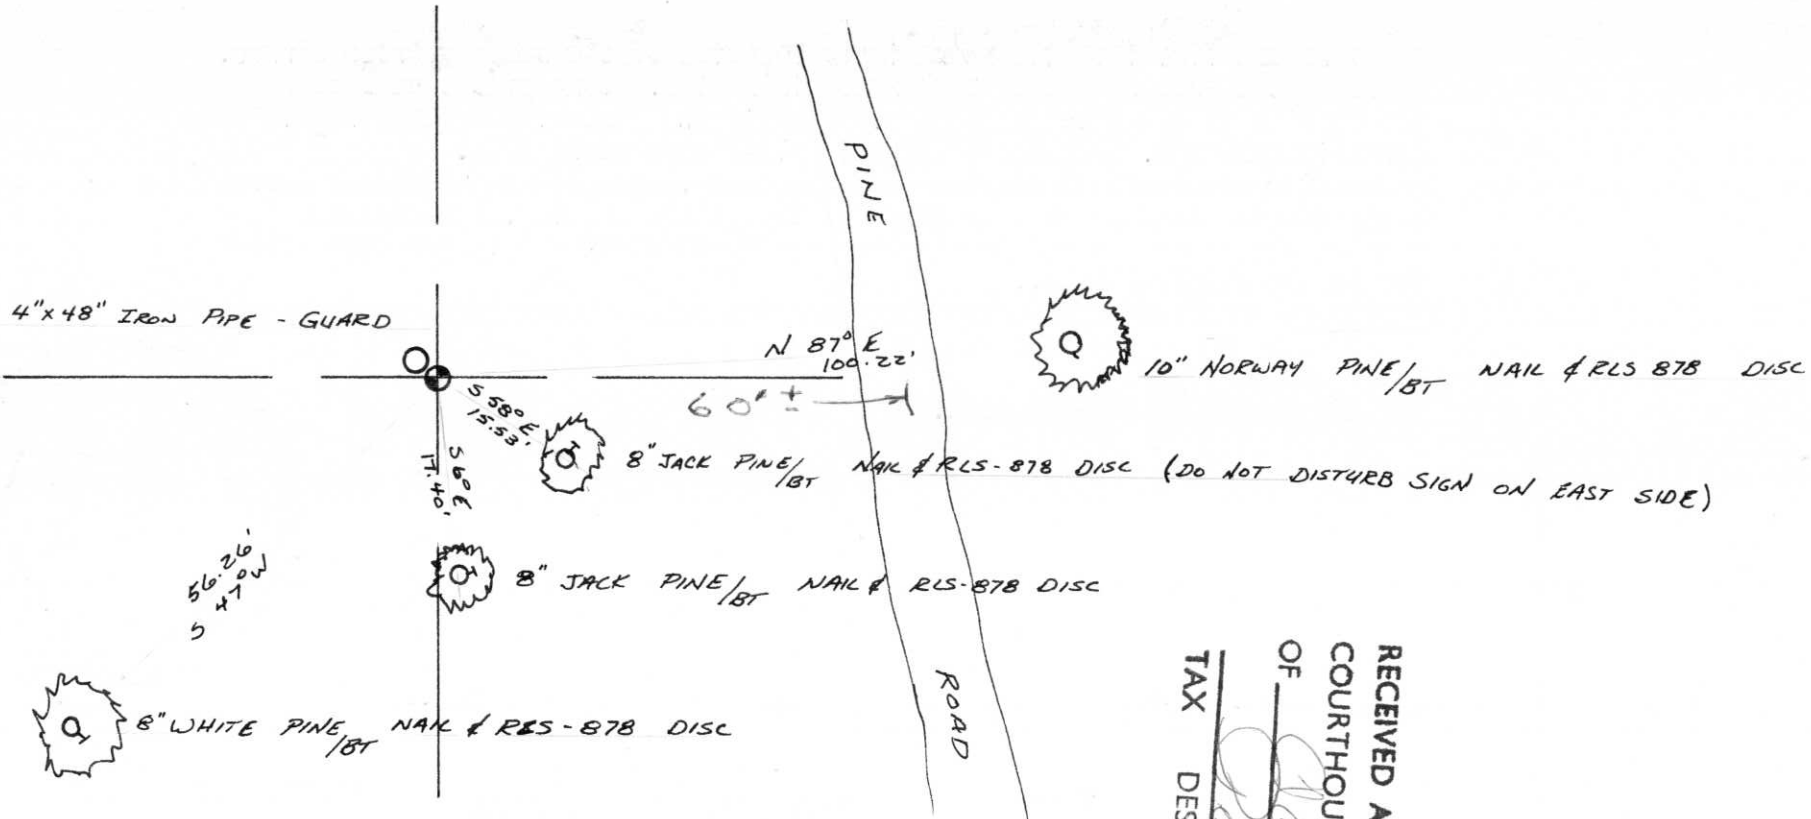 PINE
4"x48" IRON PIPE - GUARD
N 87° E
100.22'
60' ±
10" NORWAY PINE/BT NAIL & RLS 878 DISC
S 58° E
15.53'
8" JACK PINE/BT NAIL & RLS-878 DISC (DO NOT DISTURB SIGN ON EAST SIDE)
S 6° E
17.40'
56.26'
S 47° W
8" JACK PINE/BT NAIL & RLS-878 DISC
8" WHITE PINE/BT NAIL & RLS-878 DISC
ROAD
RECEIVED A
COURTHOU
OF
TAX DES